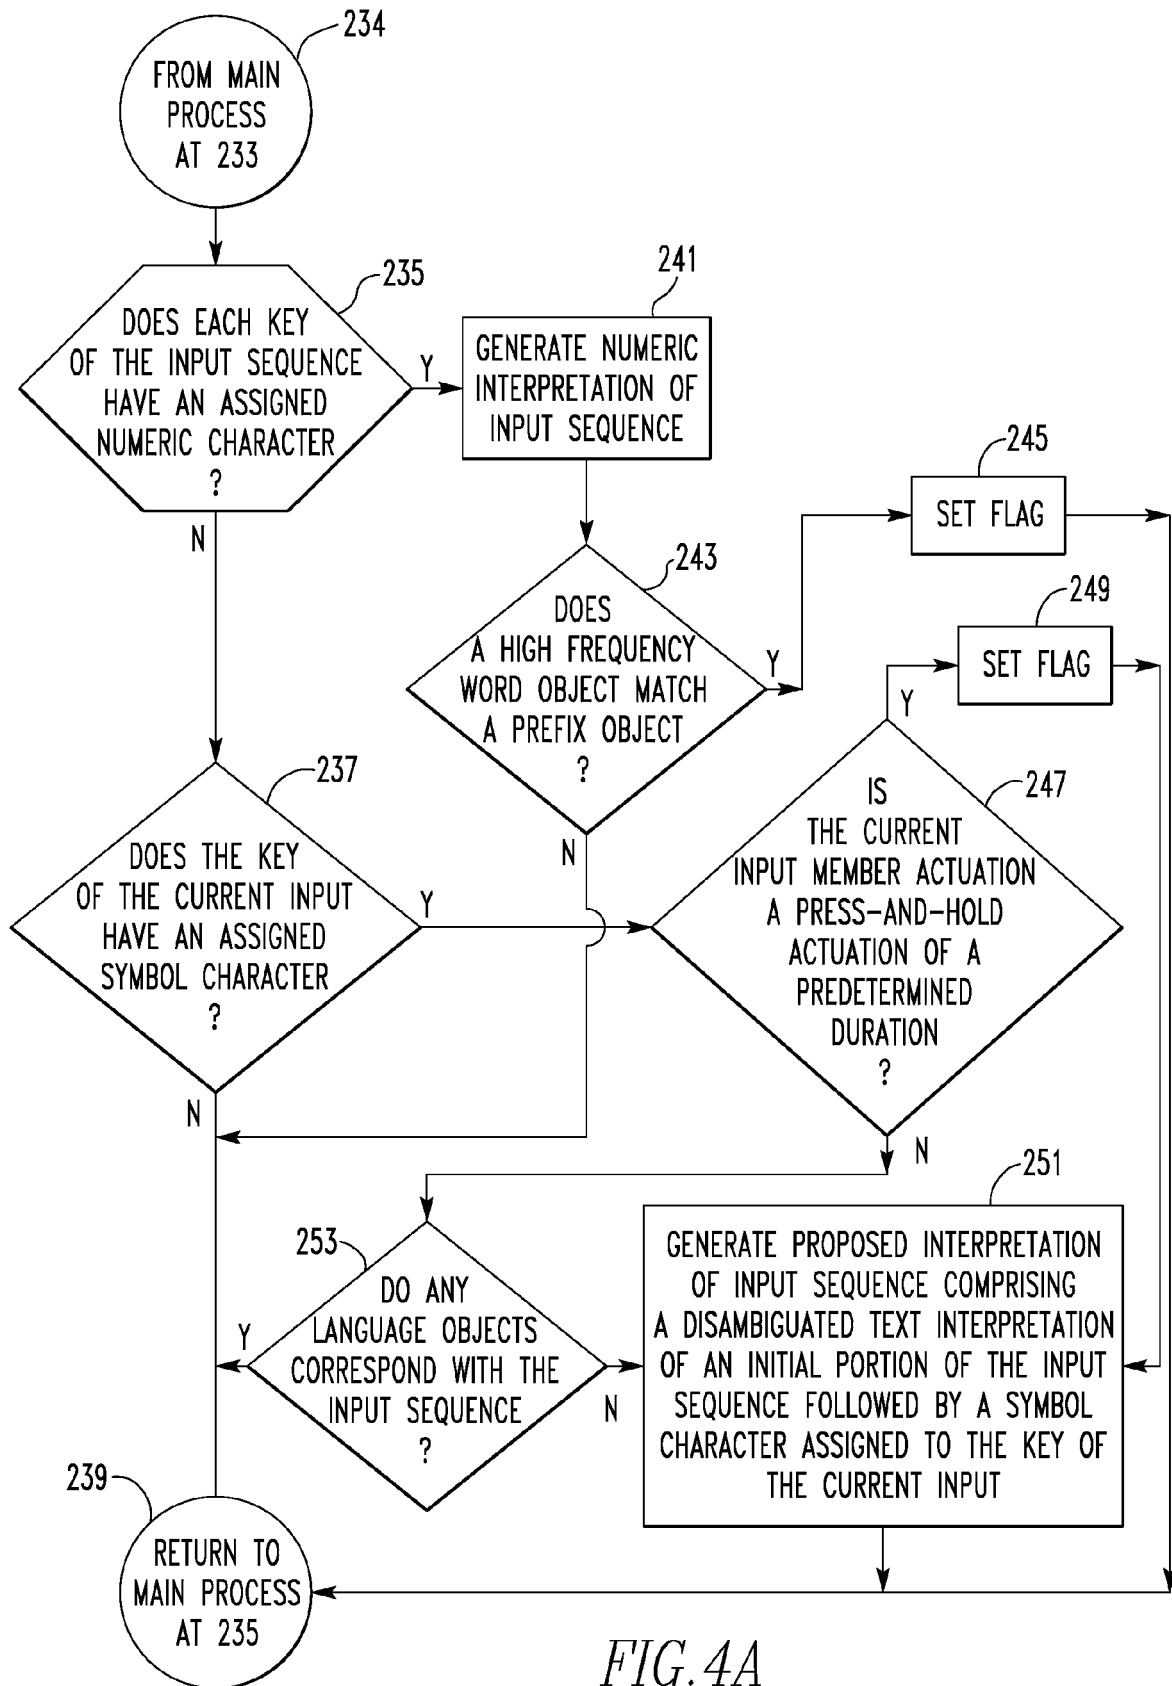 234
FROM MAIN
PROCESS
AT 233
235
DOES EACH KEY
OF THE INPUT SEQUENCE
HAVE AN ASSIGNED
NUMERIC CHARACTER
?
Y
N
241
GENERATE NUMERIC
INTERPRETATION OF
INPUT SEQUENCE
243
DOES
A HIGH FREQUENCY
WORD OBJECT MATCH
A PREFIX OBJECT
?
Y
N
245
SET FLAG
249
SET FLAG
237
DOES THE KEY
OF THE CURRENT INPUT
HAVE AN ASSIGNED
SYMBOL CHARACTER
?
Y
N
247
IS
THE CURRENT
INPUT MEMBER ACTUATION
A PRESS-AND-HOLD
ACTUATION OF A
PREDETERMINED
DURATION
?
Y
N
253
DO ANY
LANGUAGE OBJECTS
CORRESPOND WITH THE
INPUT SEQUENCE
?
Y
N
251
GENERATE PROPOSED INTERPRETATION
OF INPUT SEQUENCE COMPRISING
A DISAMBIGUATED TEXT INTERPRETATION
OF AN INITIAL PORTION OF THE INPUT
SEQUENCE FOLLOWED BY A SYMBOL
CHARACTER ASSIGNED TO THE KEY OF
THE CURRENT INPUT
239
RETURN TO
MAIN PROCESS
AT 235
FIG.4A